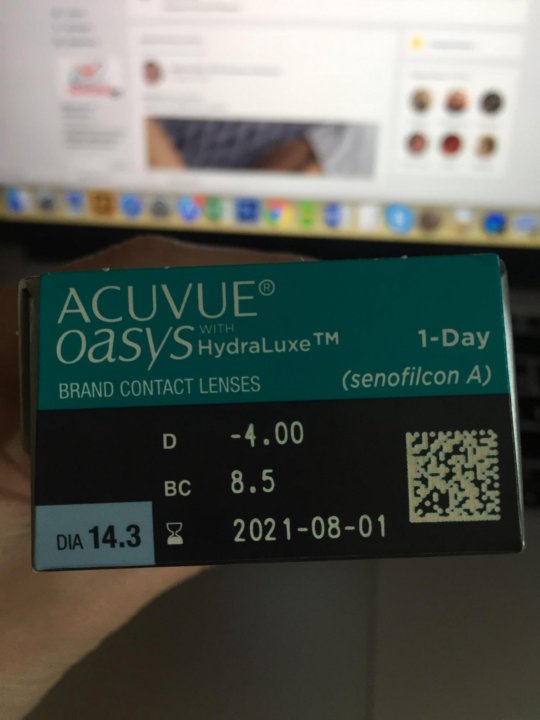 ACUVUE®
oasys WITH HydraLuxe™ 1-Day
BRAND CONTACT LENSES (senofilcon A)
D -4.00
BC 8.5
DIA 14.3 2021-08-01